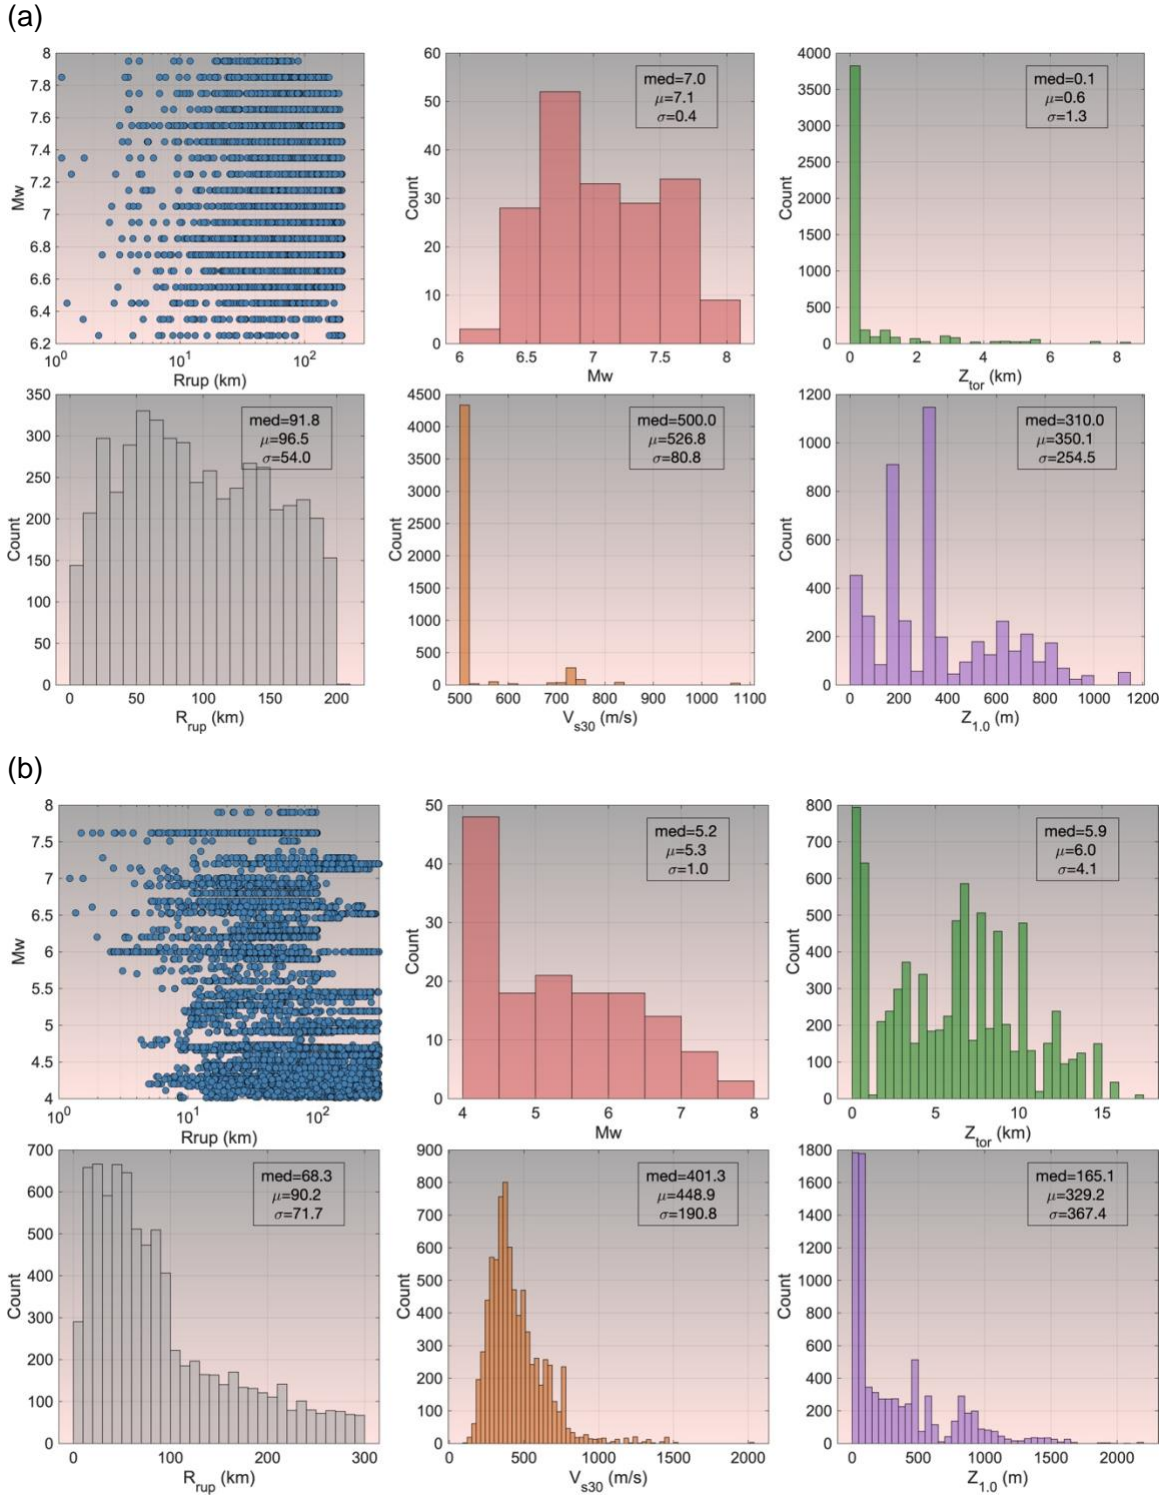 (a)
8
7.8
7.6
7.4
7.2
7
6.8
6.6
6.4
6.2
Mw
10⁰ 10¹ 10²
Rrup (km)
60
50
40
30
20
10
0
Count
med=7.0
μ=7.1
σ=0.4
6 6.5 7 7.5 8
Mw
4000
3500
3000
2500
2000
1500
1000
500
0
Count
med=0.1
μ=0.6
σ=1.3
0 2 4 6 8
Z_tor (km)
350
300
250
200
150
100
50
0
Count
med=91.8
μ=96.5
σ=54.0
0 50 100 150 200
R_rup (km)
4500
4000
3500
3000
2500
2000
1500
1000
500
0
Count
med=500.0
μ=526.8
σ=80.8
500 600 700 800 900 1000 1100
V_s30 (m/s)
1200
1000
800
600
400
200
0
Count
med=310.0
μ=350.1
σ=254.5
0 200 400 600 800 1000 1200
Z_1.0 (m)
(b)
8
7.5
7
6.5
6
5.5
5
4.5
4
Mw
10⁰ 10¹ 10²
Rrup (km)
50
40
30
20
10
0
Count
med=5.2
μ=5.3
σ=1.0
4 5 6 7 8
Mw
800
700
600
500
400
300
200
100
0
Count
med=5.9
μ=6.0
σ=4.1
0 5 10 15
Z_tor (km)
700
600
500
400
300
200
100
0
Count
med=68.3
μ=90.2
σ=71.7
0 100 200 300
R_rup (km)
900
800
700
600
500
400
300
200
100
0
Count
med=401.3
μ=448.9
σ=190.8
0 500 1000 1500 2000
V_s30 (m/s)
1800
1600
1400
1200
1000
800
600
400
200
0
Count
med=165.1
μ=329.2
σ=367.4
0 500 1000 1500 2000
Z_1.0 (m)